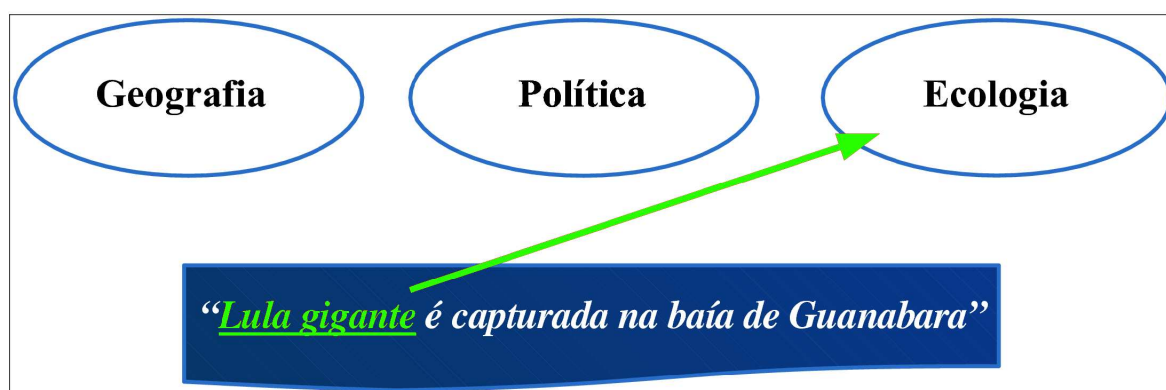 Geografia
Política
Ecologia
“Lula gigante é capturada na baía de Guanabara”